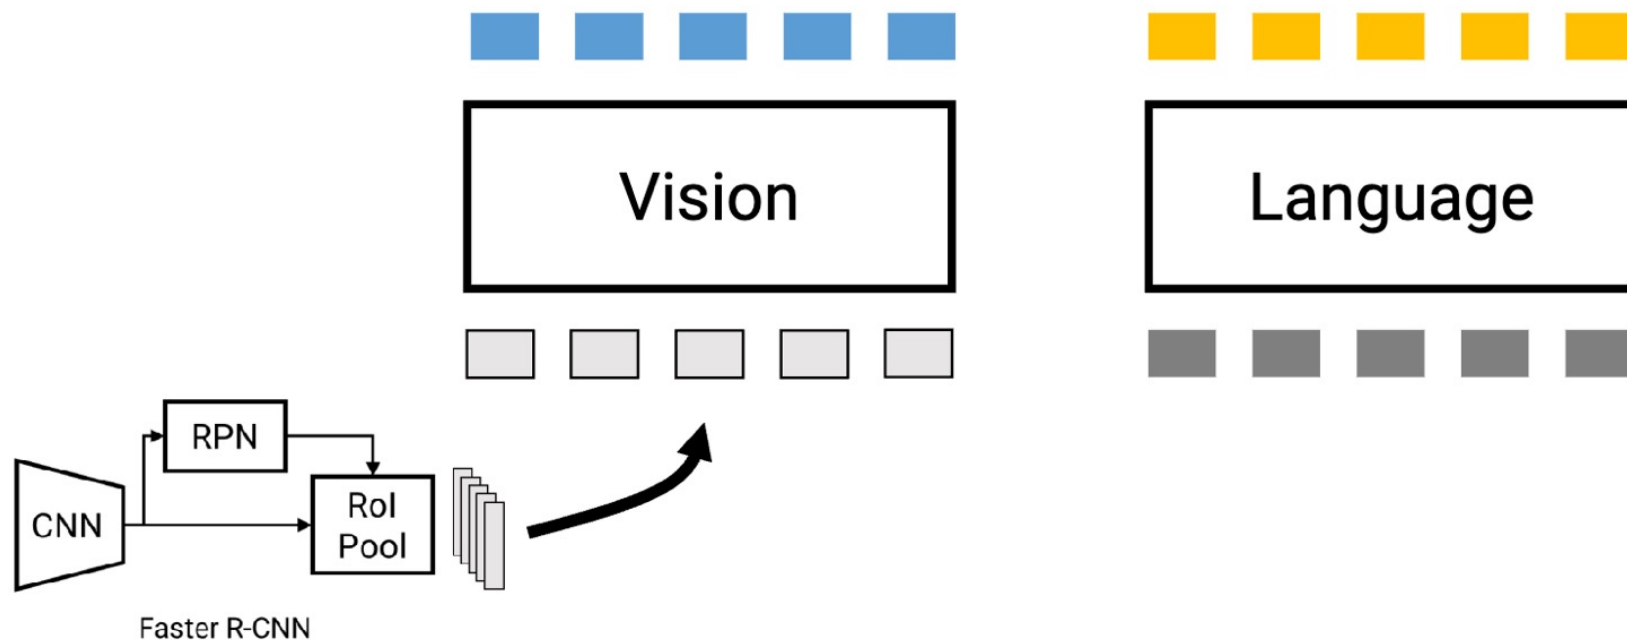 Vision
Language
RPN
CNN
RoI
Pool
Faster R-CNN